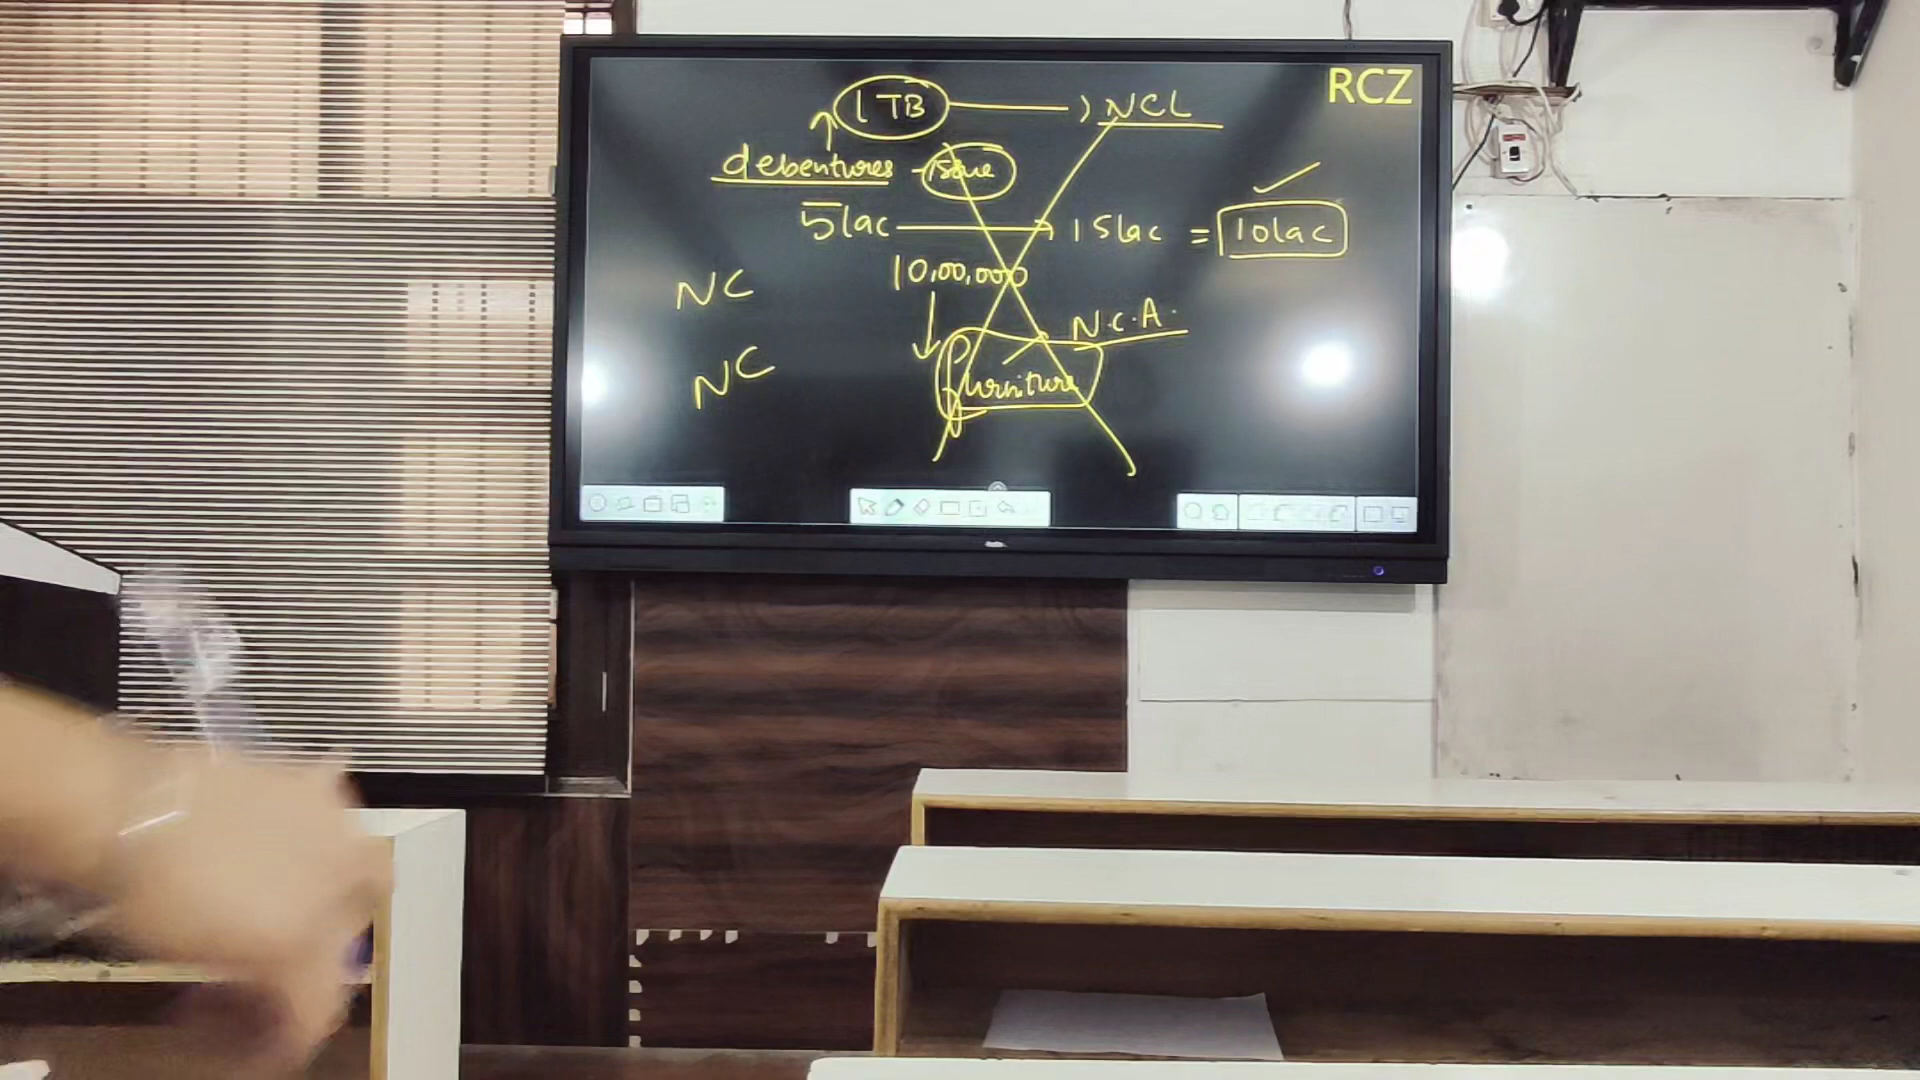 RCZ
LTB → NCL
debentures - issue
5lac → 15lac = 10lac
10,00,000
NC
N.C.A.
NC
furniture